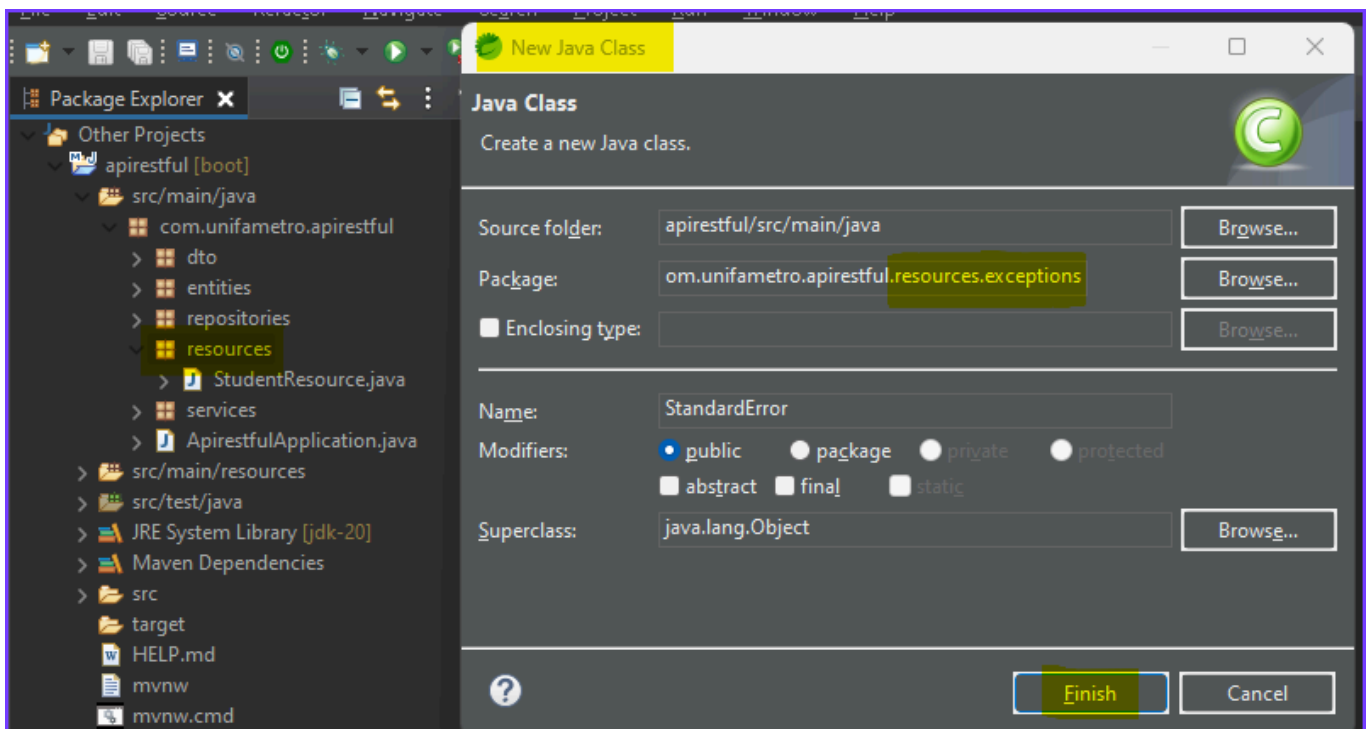 New Java Class
Package Explorer
Java Class
Create a new Java class.
Other Projects
apirestful [boot]
src/main/java
com.unifametro.apirestful
dto
entities
repositories
resources
StudentResource.java
services
ApirestfulApplication.java
src/main/resources
src/test/java
JRE System Library [jdk-20]
Maven Dependencies
src
target
HELP.md
mvnw
mvnw.cmd
Source folder:
apirestful/src/main/java
Browse...
Package:
om.unifametro.apirestful.resources.exceptions
Browse...
Enclosing type:
Browse...
Name:
StandardError
Modifiers:
public package private protected
abstract final static
Superclass:
java.lang.Object
Browse...
Finish
Cancel